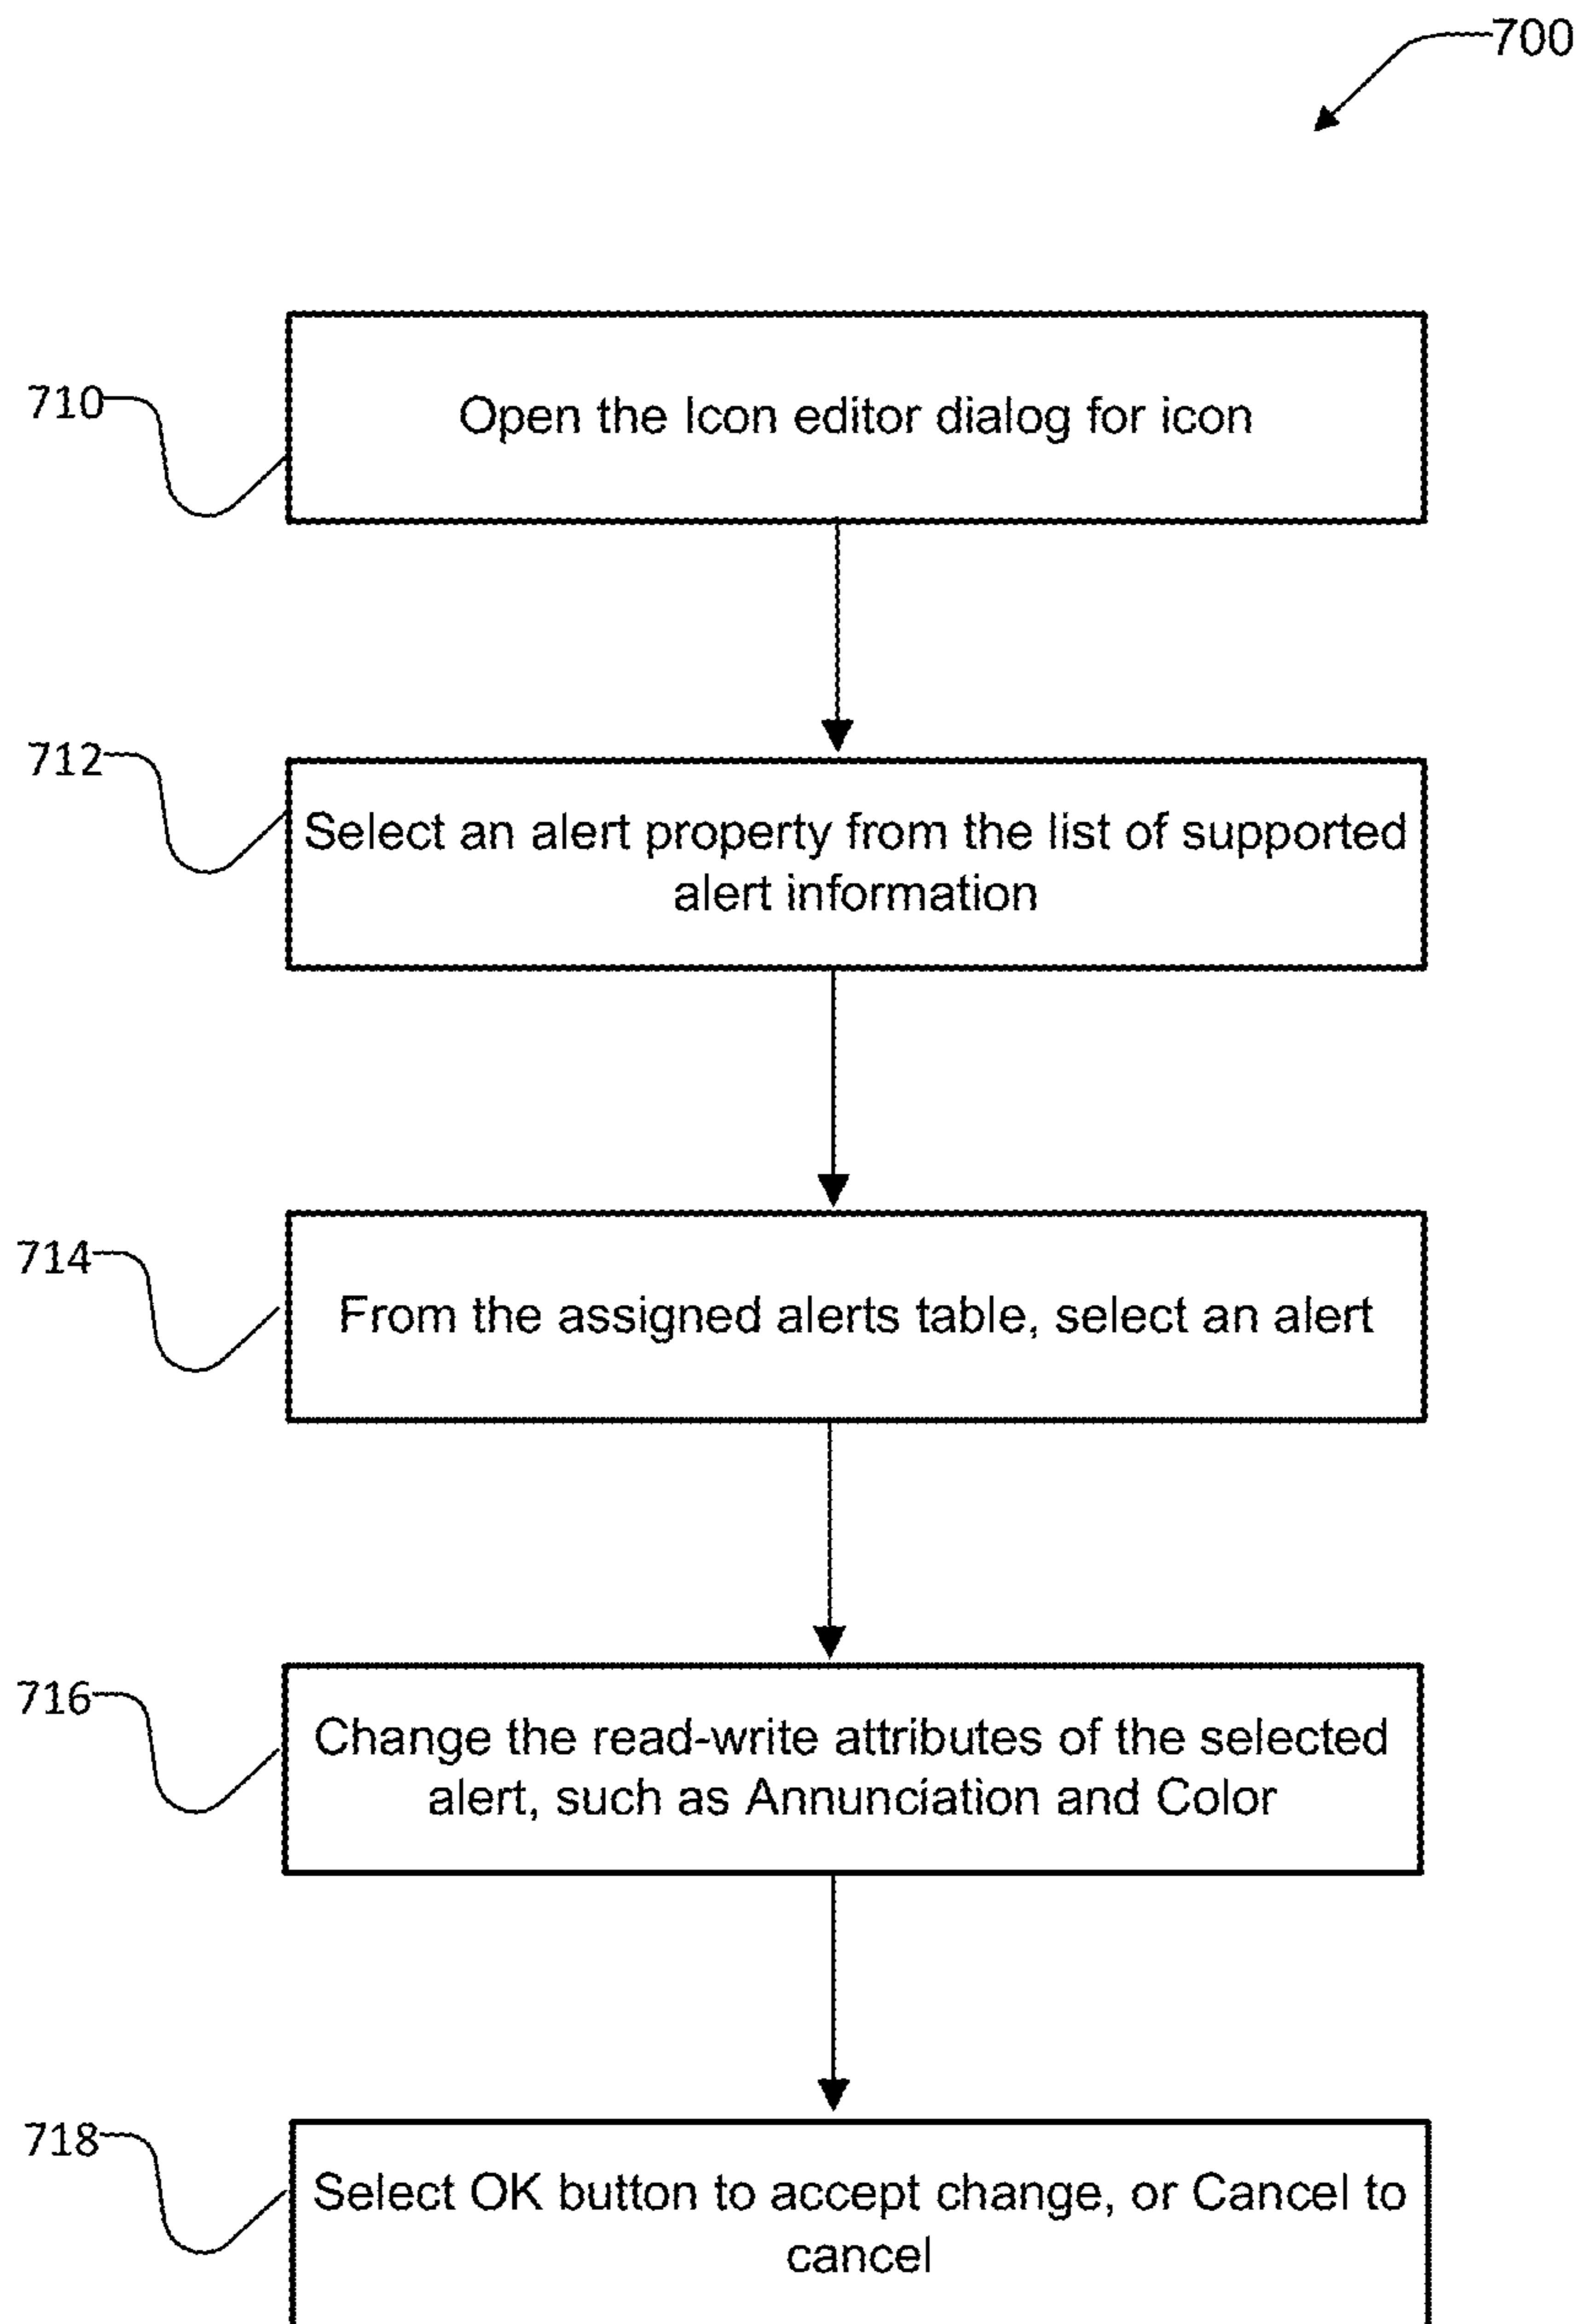 700
710
Open the Icon editor dialog for icon
712
Select an alert property from the list of supported
alert information
714
From the assigned alerts table, select an alert
716
Change the read-write attributes of the selected
alert, such as Annunciation and Color
718
Select OK button to accept change, or Cancel to
cancel